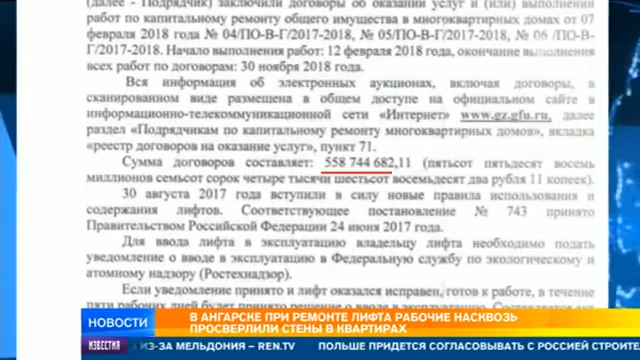 (далее - Подрядчик) заключили договоры об оказании услуг и (или) выполнении
работ по капитальному ремонту общего имущества в многоквартирных домах от 07
февраля 2018 года № 04/ПО-В-Г/2017-2018, № 05/ПО-В-Г/2017-2018, № 06 /ПО-В-
Г/2017-2018. Начало выполнения работ: 12 февраля 2018 года, окончание выполнения
всех работ по договорам: 30 ноября 2018 года.
Вся информация об электронных аукционах, включая договоры, в
сканированном виде размещена в общем доступе на официальном сайте в
информационно-телекоммуникационной сети «Интернет» www.gz.gfu.ru, далее
раздел «Подрядчикам по капитальному ремонту многоквартирных домов», вкладка
«реестр договоров на оказание услуг», пункт 71.
Сумма договоров составляет: 558 744 682,11 (пятьсот пятьдесят восемь
миллионов семьсот сорок четыре тысячи шестьсот восемьдесят два рубля 11 копеек).
30 августа 2017 года вступили в силу новые правила использования и
содержания лифтов. Соответствующее постановление № 743 принято
Правительством Российской Федерации 24 июня 2017 года.
Для ввода лифта в эксплуатацию владельцу лифта необходимо подать
уведомление о вводе в эксплуатацию в Федеральную службу по экологическому и
атомному надзору (Ростехнадзор).
Если уведомление принято и лифт оказался исправен, готов к работе, в течение
пяти рабочих дней будет принято решение о вводе в эксплуатацию.
НОВОСТИ
В АНГАРСКЕ ПРИ РЕМОНТЕ ЛИФТА РАБОЧИЕ НАСКВОЗЬ
ПРОСВЕРЛИЛИ СТЕНЫ В КВАРТИРАХ
ИЗВЕСТИЯ ИЗ-ЗА МЕЛЬДОНИЯ – REN.TV ПОЛЬШЕ ПРИДЕТСЯ СОГЛАСОВЫВАТЬ С РОССИЕЙ СТРОИТЕ